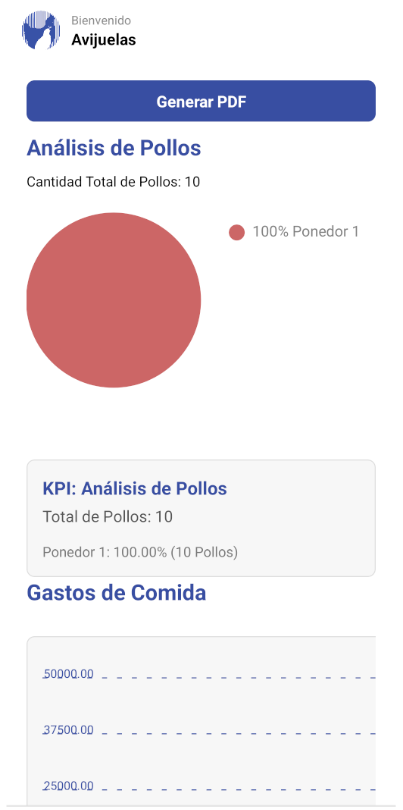 Bienvenido
Avijuelas
Generar PDF
Análisis de Pollos
Cantidad Total de Pollos: 10
100% Ponedor 1
KPI: Análisis de Pollos
Total de Pollos: 10
Ponedor 1: 100.00% (10 Pollos)
Gastos de Comida
50000.00
37500.00
25000.00